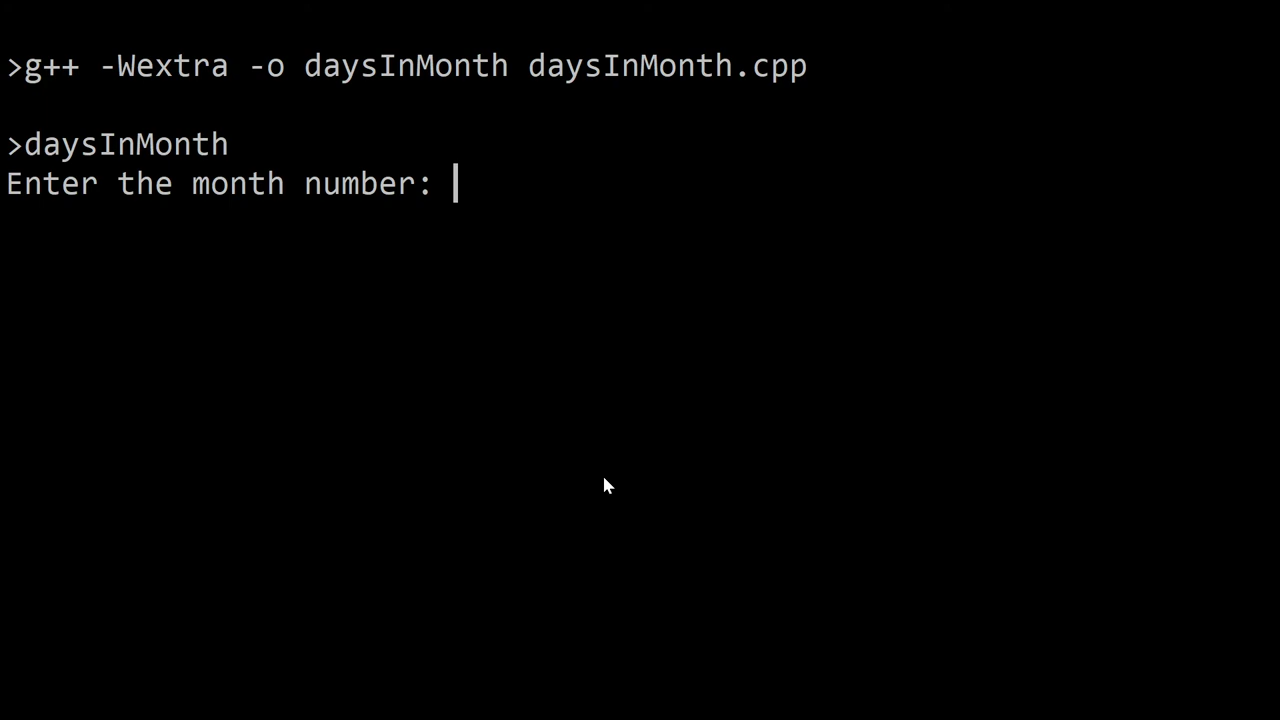 >g++ -Wextra -o daysInMonth daysInMonth.cpp
>daysInMonth
Enter the month number: